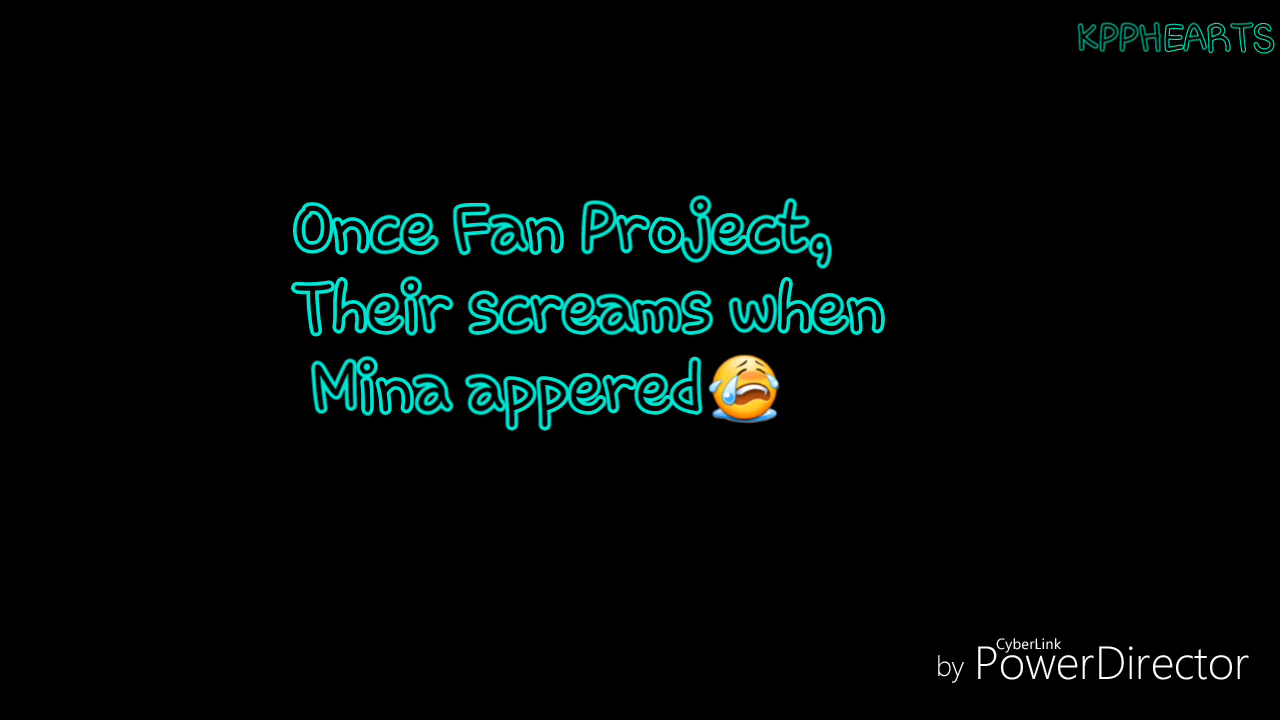 KPPHEARTS
Once Fan Project,
Their screams when
Mina appered😭
CyberLink
by PowerDirector